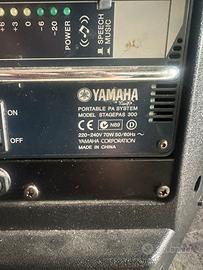 +6
+3
0
-20
POWER
SPEECH
MUSIC
YAMAHA
PORTABLE PA SYSTEM
MODEL STAGEPAS 300
N89
220-240V 70W 50/60Hz
YAMAHA CORPORATION
MADE IN CHINA
ON
OFF